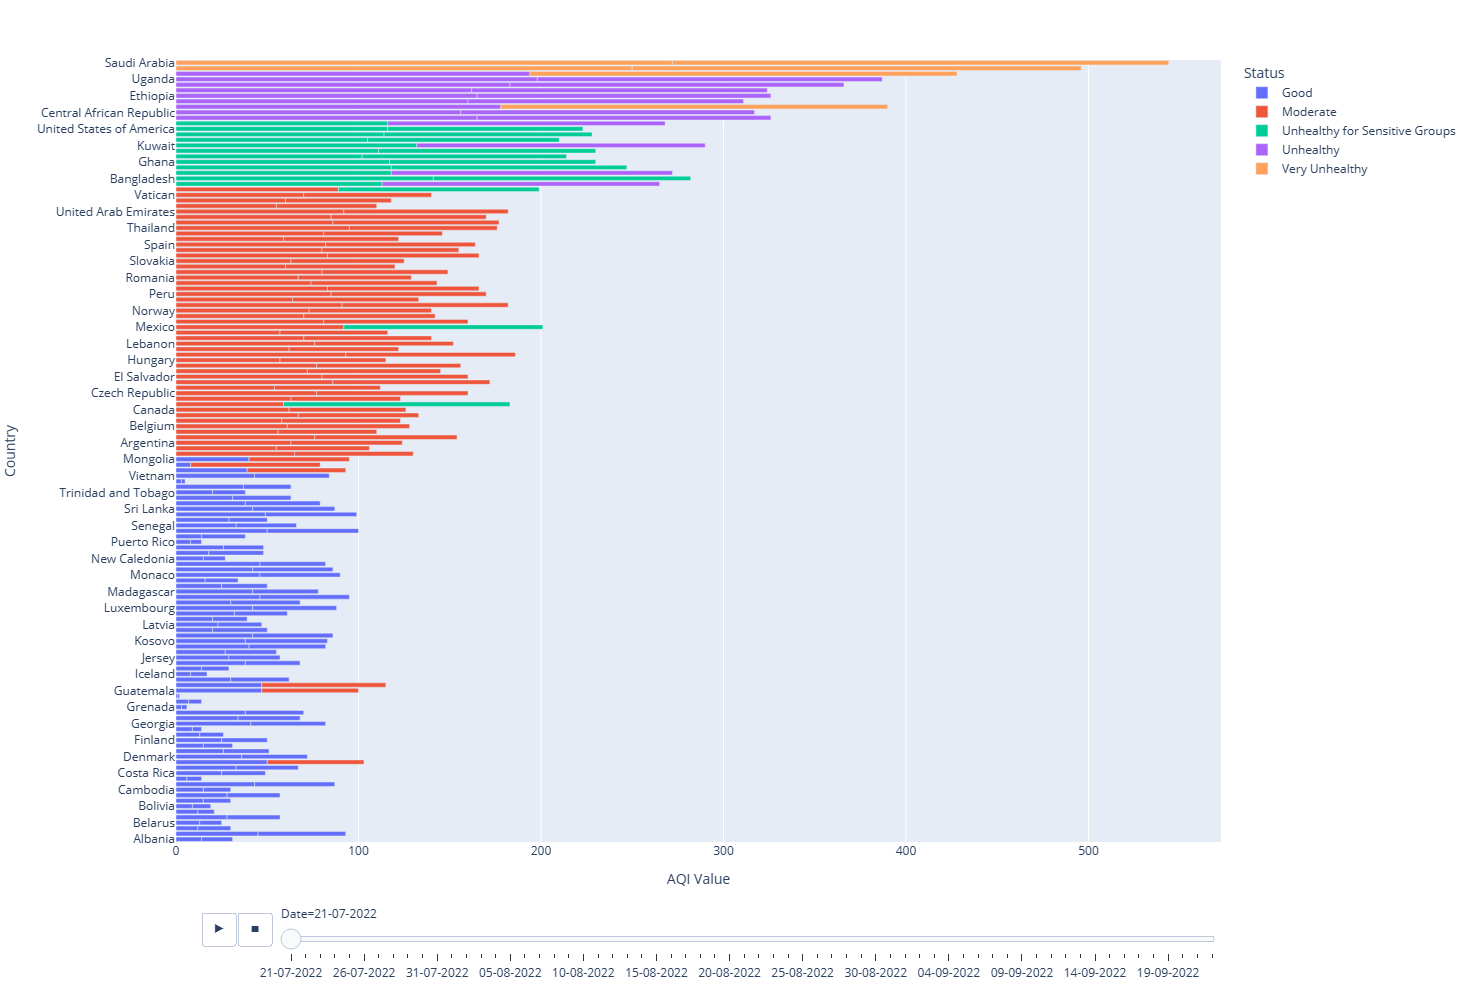 Saudi Arabia
Uganda
Ethiopia
Central African Republic
United States of America
Kuwait
Ghana
Bangladesh
Vatican
United Arab Emirates
Thailand
Spain
Slovakia
Romania
Peru
Norway
Mexico
Lebanon
Hungary
El Salvador
Czech Republic
Canada
Belgium
Argentina
Mongolia
Vietnam
Trinidad and Tobago
Sri Lanka
Senegal
Puerto Rico
New Caledonia
Monaco
Madagascar
Luxembourg
Latvia
Kosovo
Jersey
Iceland
Guatemala
Grenada
Georgia
Finland
Denmark
Costa Rica
Cambodia
Bolivia
Belarus
Albania
Country
0 100 200 300 400 500
AQI Value
Status
Good
Moderate
Unhealthy for Sensitive Groups
Unhealthy
Very Unhealthy
Date=21-07-2022
21-07-2022 26-07-2022 31-07-2022 05-08-2022 10-08-2022 15-08-2022 20-08-2022 25-08-2022 30-08-2022 04-09-2022 09-09-2022 14-09-2022 19-09-2022